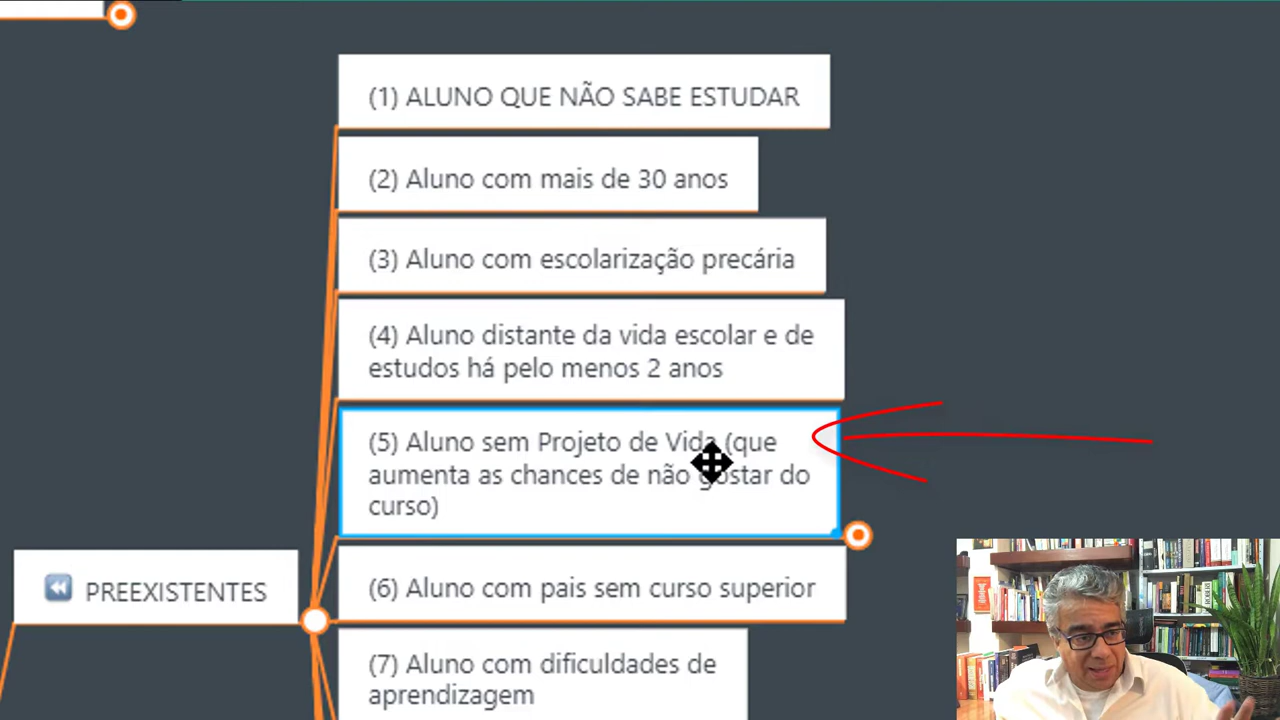 (1) ALUNO QUE NÃO SABE ESTUDAR
(2) Aluno com mais de 30 anos
(3) Aluno com escolarização precária
(4) Aluno distante da vida escolar e de
estudos há pelo menos 2 anos
(5) Aluno sem Projeto de Vida (que
aumenta as chances de não gostar do
curso)
PREEXISTENTES
(6) Aluno com pais sem curso superior
(7) Aluno com dificuldades de
aprendizagem